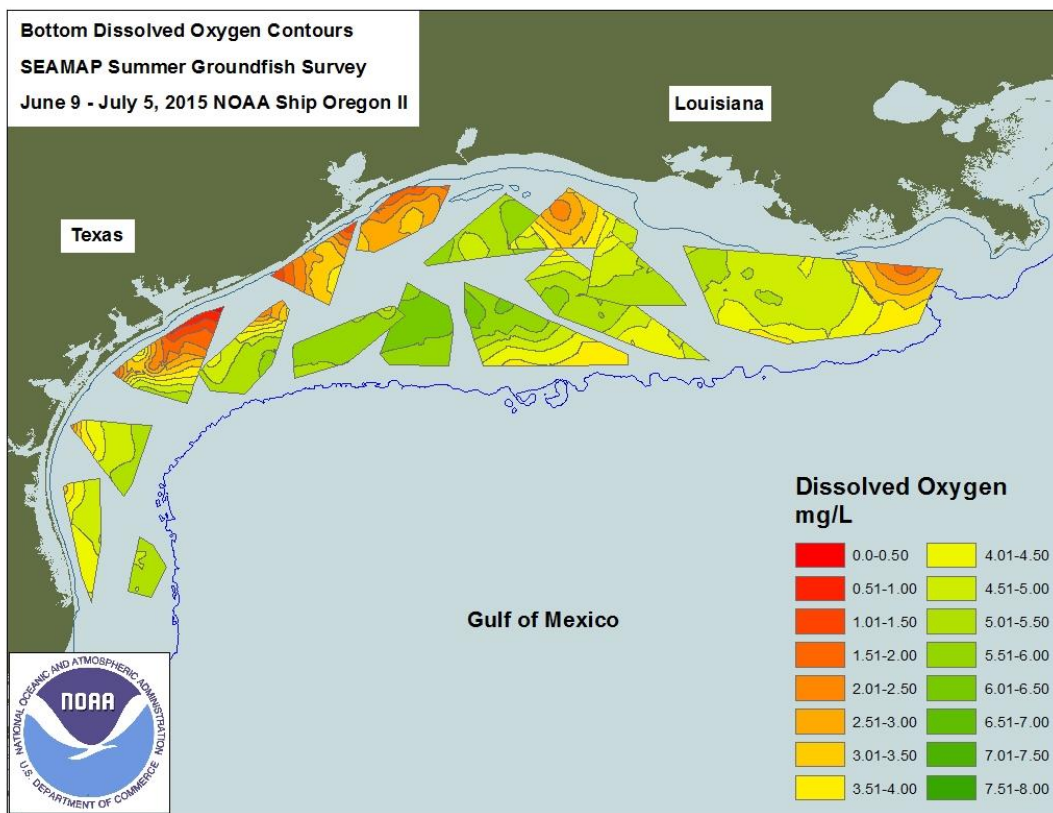 Bottom Dissolved Oxygen Contours
SEAMAP Summer Groundfish Survey
June 9 - July 5, 2015 NOAA Ship Oregon II
Louisiana
Texas
Gulf of Mexico
Dissolved Oxygen
mg/L
0.0-0.50
0.51-1.00
1.01-1.50
1.51-2.00
2.01-2.50
2.51-3.00
3.01-3.50
3.51-4.00
4.01-4.50
4.51-5.00
5.01-5.50
5.51-6.00
6.01-6.50
6.51-7.00
7.01-7.50
7.51-8.00
NATIONAL OCEANIC AND ATMOSPHERIC ADMINISTRATION
NOAA
U.S. DEPARTMENT OF COMMERCE